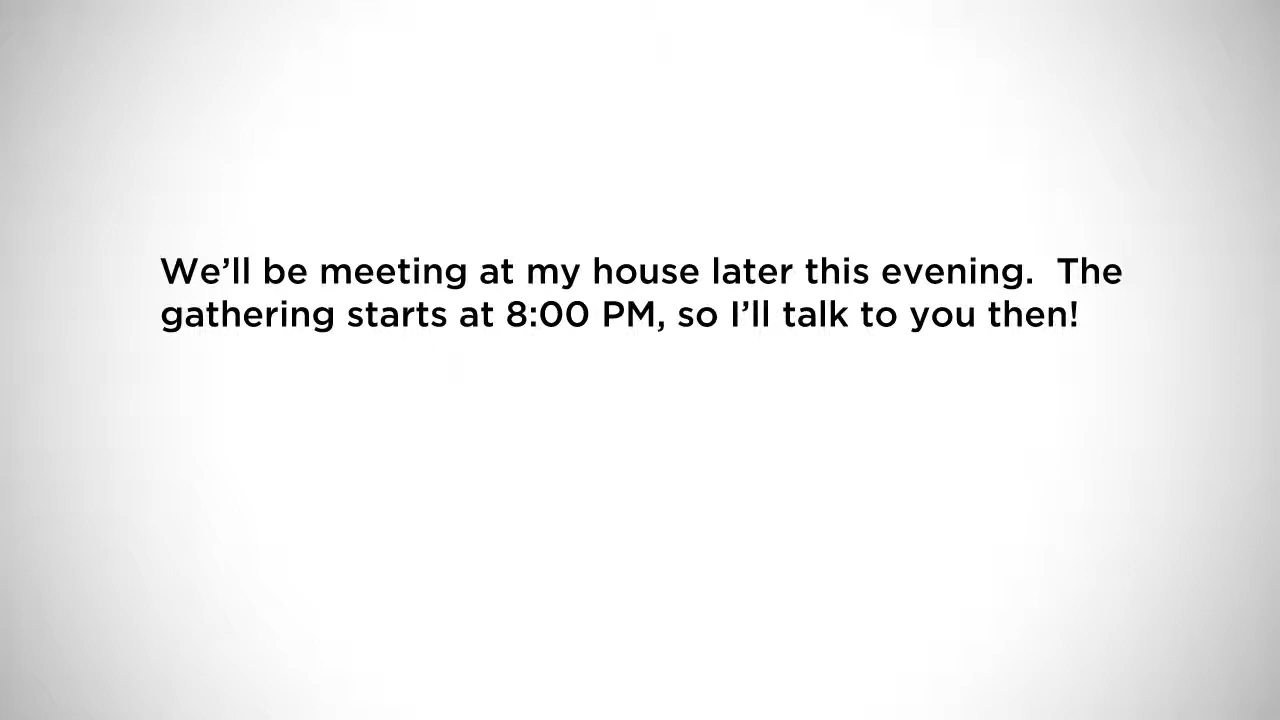 We’ll be meeting at my house later this evening.  The
gathering starts at 8:00 PM, so I’ll talk to you then!